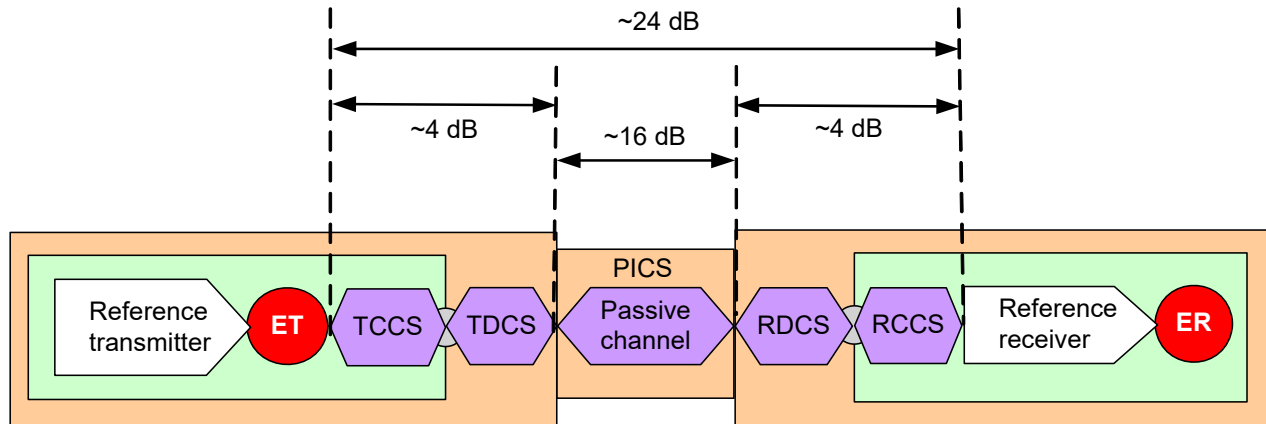 ~24 dB
~4 dB
~4 dB
~16 dB
PICS
Reference
transmitter
ET
TCCS
TDCS
Passive
channel
RDCS
RCCS
Reference
receiver
ER